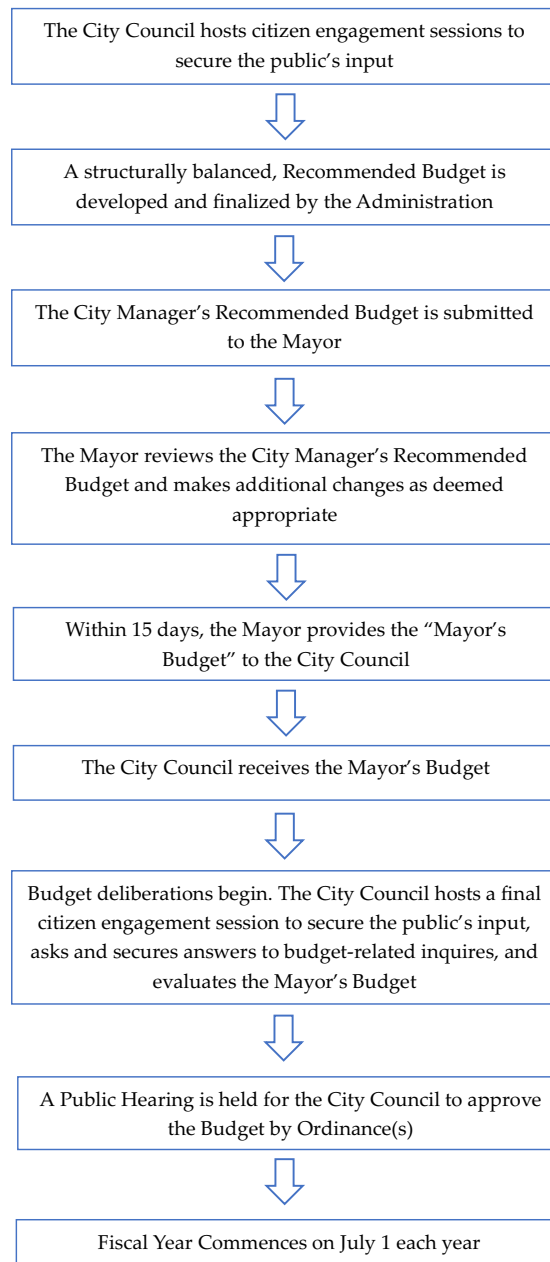 The City Council hosts citizen engagement sessions to
secure the public’s input
A structurally balanced, Recommended Budget is
developed and finalized by the Administration
The City Manager’s Recommended Budget is submitted
to the Mayor
The Mayor reviews the City Manager’s Recommended
Budget and makes additional changes as deemed
appropriate
Within 15 days, the Mayor provides the “Mayor’s
Budget” to the City Council
The City Council receives the Mayor’s Budget
Budget deliberations begin. The City Council hosts a final
citizen engagement session to secure the public’s input,
asks and secures answers to budget-related inquires, and
evaluates the Mayor’s Budget
A Public Hearing is held for the City Council to approve
the Budget by Ordinance(s)
Fiscal Year Commences on July 1 each year